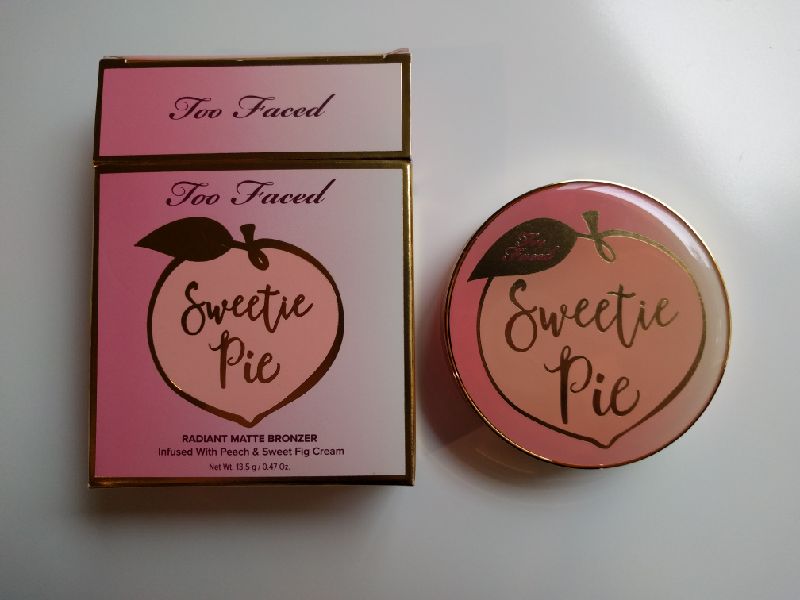 Too Faced
Too Faced
Sweetie
Pie
RADIANT MATTE BRONZER
Infused With Peach & Sweet Fig Cream
Net Wt. 13.5 g / 0.47 Oz.
Too
Faced
Sweetie
Pie